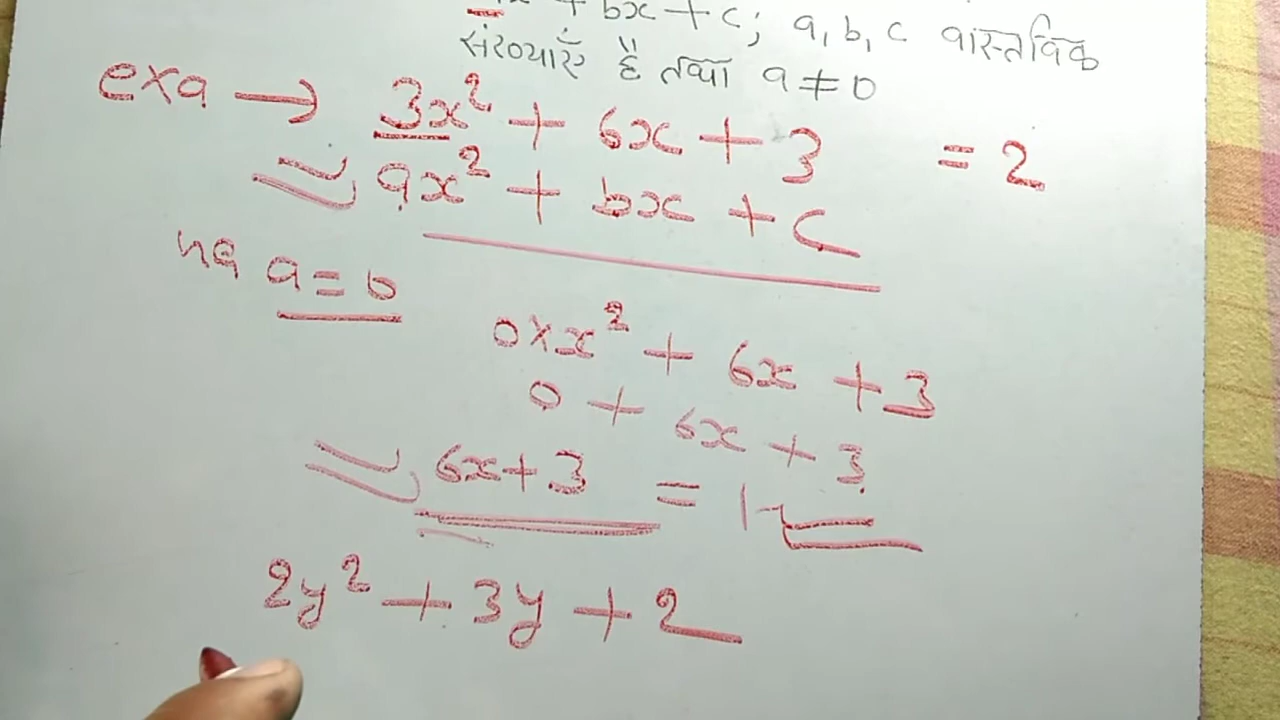 ax² + bx + c; a, b, c वास्तविक
संख्याएँ हैं तथा a ≠ 0
exa → 3x² + 6x + 3 = 2
ax² + bx + c
a = 0
0 × x² + 6x + 3
0 + 6x + 3
6x + 3 = 1
2y² + 3y + 2